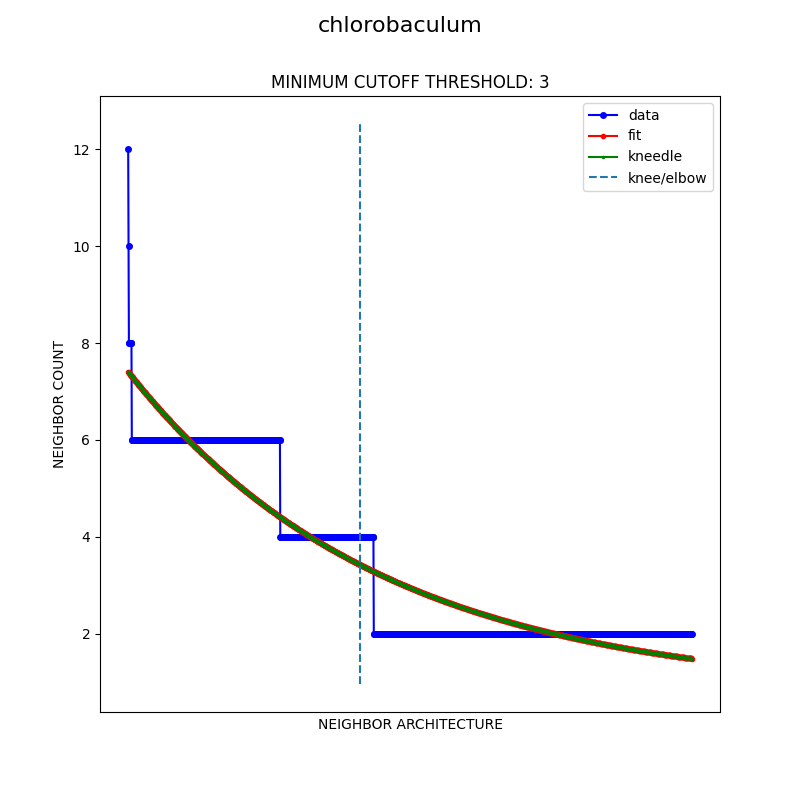 chlorobaculum
MINIMUM CUTOFF THRESHOLD: 3
data
fit
kneedle
knee/elbow
12
10
8
6
4
2
NEIGHBOR COUNT
NEIGHBOR ARCHITECTURE